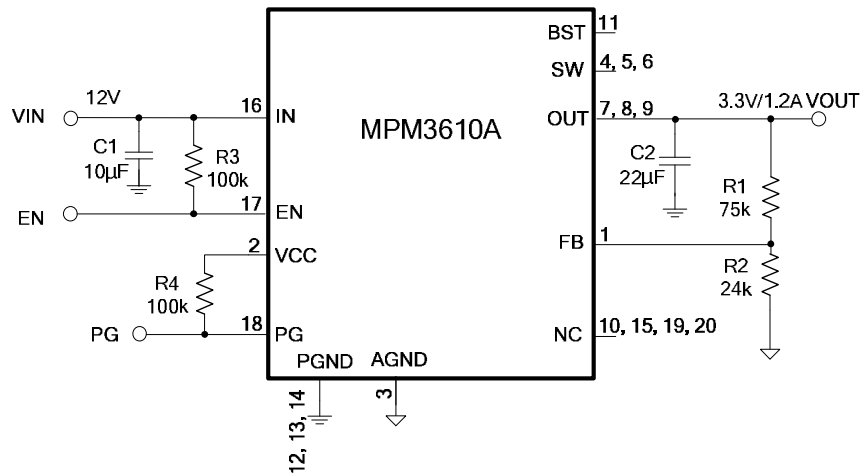 BST
11
SW
4, 5, 6
VIN
12V
16
IN
MPM3610A
OUT
7, 8, 9
3.3V/1.2A VOUT
C1
10μF
R3
100k
C2
22μF
R1
75k
EN
17
EN
2
VCC
FB
1
R4
100k
R2
24k
PG
18
PG
NC
10, 15, 19, 20
PGND
AGND
12, 13, 14
3